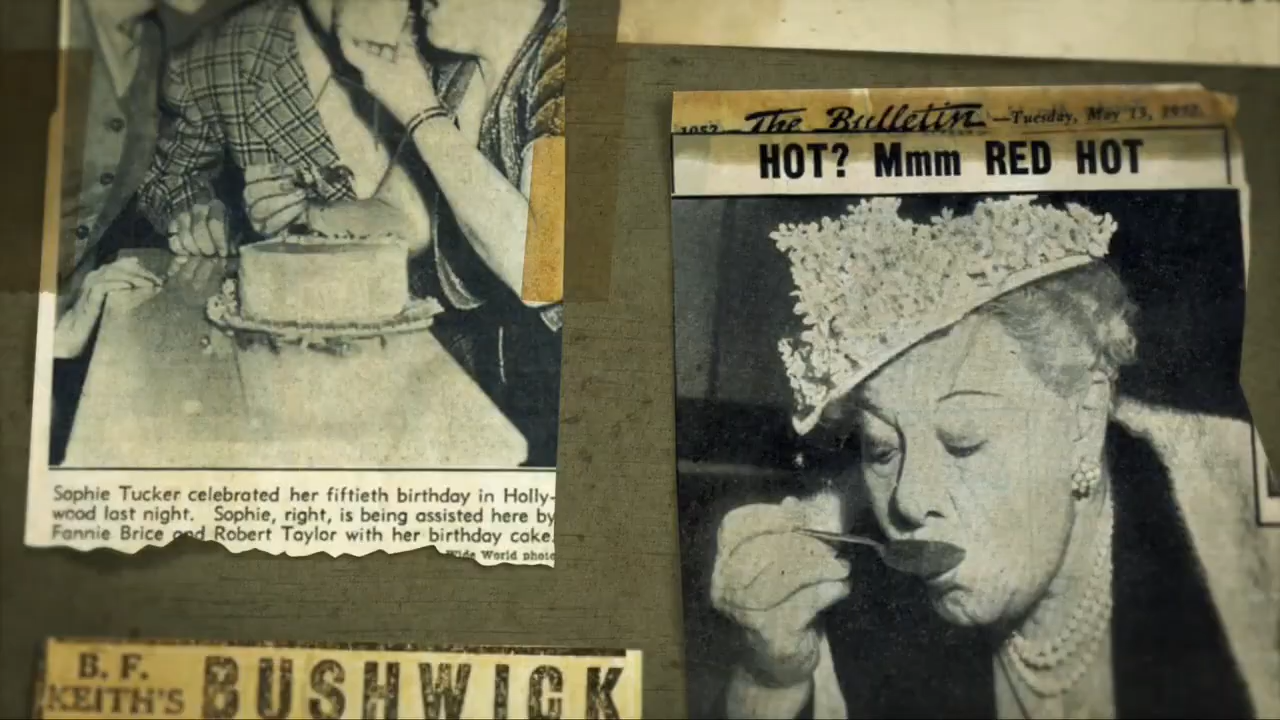 Sophie Tucker celebrated her fiftieth birthday in Holly-
wood last night. Sophie, right, is being assisted here by
Fannie Brice and Robert Taylor with her birthday cake.
Wide World photo
1952 The Bulletin—Tuesday, May 13, 1952
HOT? Mmm RED HOT
B. F.
KEITH'S BUSHWICK